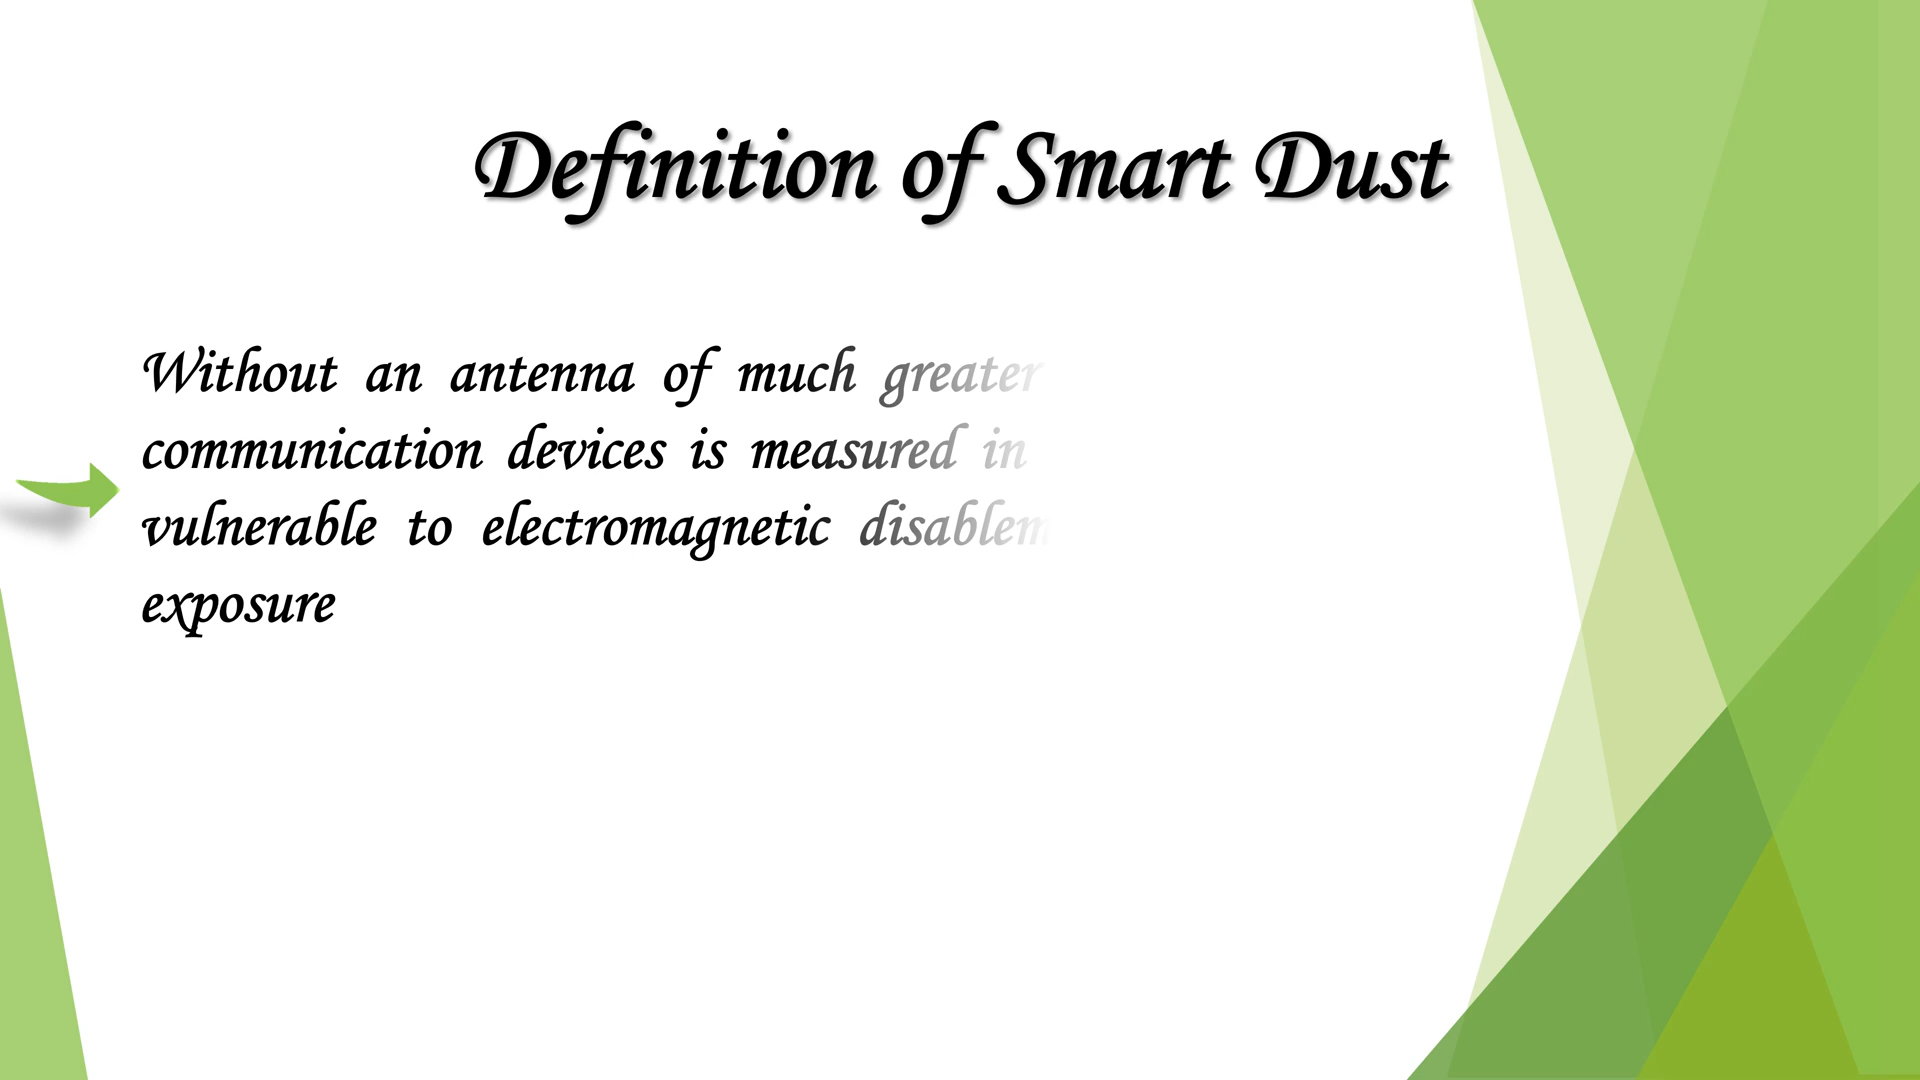 Definition of Smart Dust
Without an antenna of much greater
communication devices is measured in
vulnerable to electromagnetic
exposure